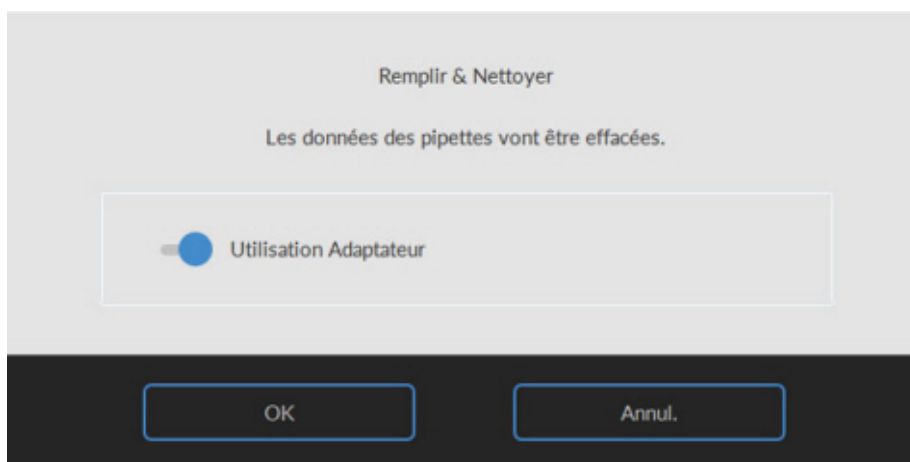 Remplir & Nettoyer
Les données des pipettes vont être effacées.
Utilisation Adaptateur
OK
Annul.